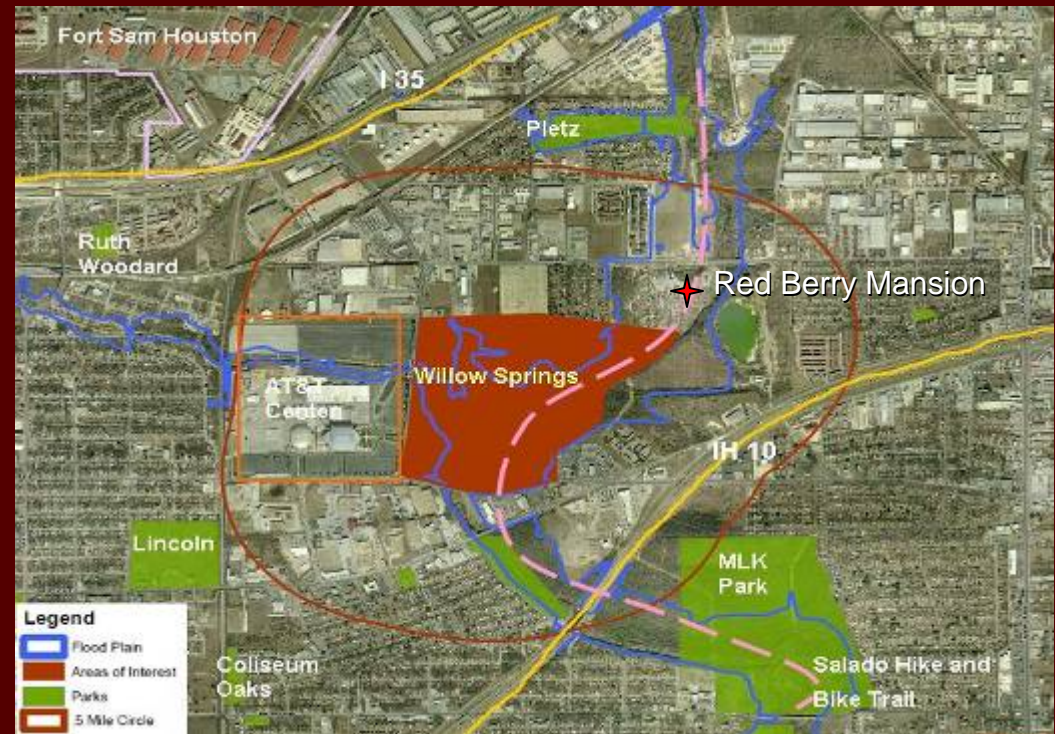 Fort Sam Houston
I 35
Pletz
Ruth
Woodard
Red Berry Mansion
AT&T
Center
Willow Springs
IH 10
Lincoln
MLK
Park
Legend
Flood Plain
Areas of Interest
Parks
.5 Mile Circle
Coliseum
Oaks
Salado Hike and
Bike Trail